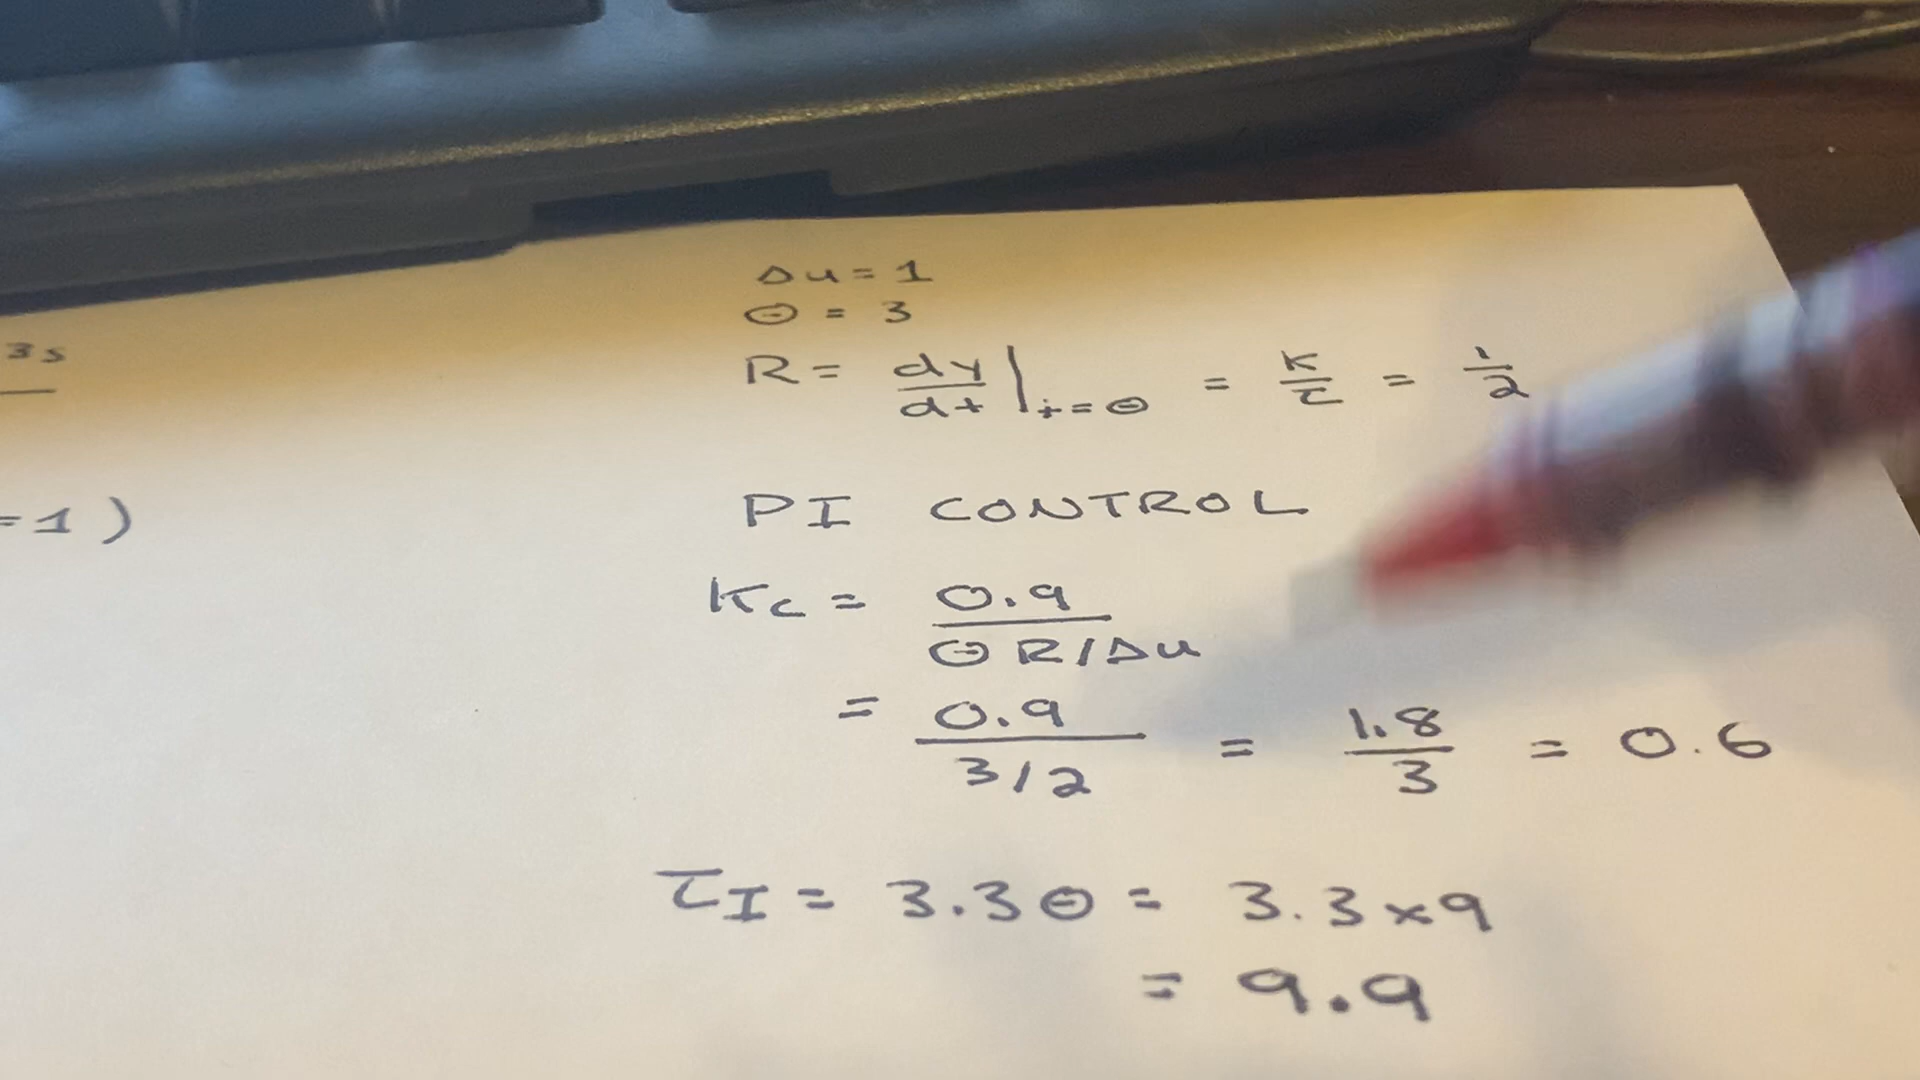 Δu = 1
Θ = 3
3s
R = dy/dt |t=Θ = K/τ = 1/2
=1)
PI CONTROL
Kc = 0.9 / ΘR/Δu
= 0.9 / 3/2 = 1.8/3 = 0.6
τI = 3.3Θ = 3.3×9
= 9.9